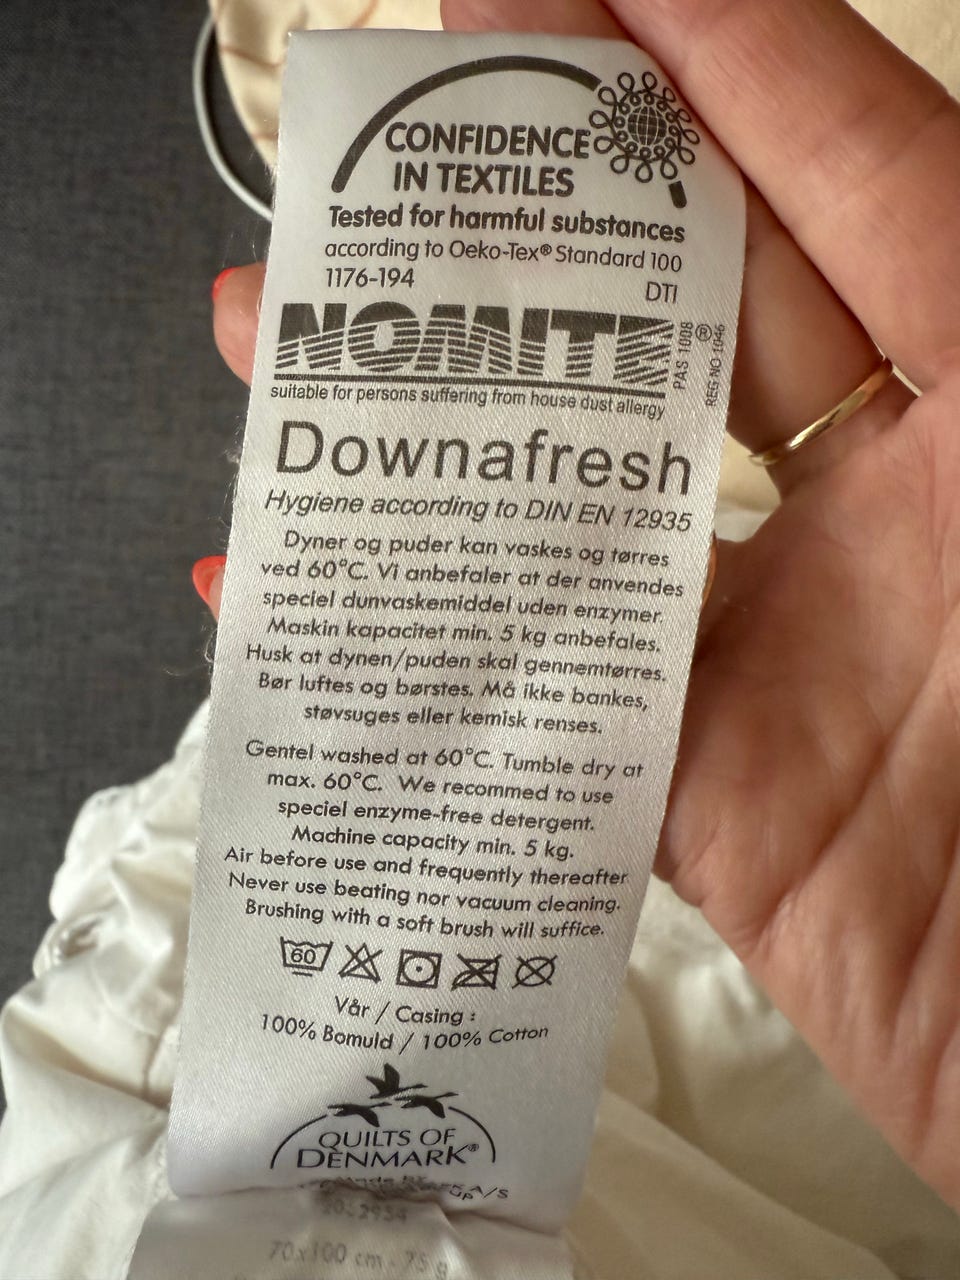 CONFIDENCE
IN TEXTILES
Tested for harmful substances
according to Oeko-Tex® Standard 100
1176-194 DTI
NOMITE ®
PAS 1008
REG NO 1046
suitable for persons suffering from house dust allergy
Downafresh
Hygiene according to DIN EN 12935
Dyner og puder kan vaskes og tørres
ved 60°C. Vi anbefaler at der anvendes
speciel dunvaskemiddel uden enzymer.
Maskin kapacitet min. 5 kg anbefales.
Husk at dynen/puden skal gennemtørres.
Bør luftes og børstes. Må ikke bankes,
støvsuges eller kemisk renses.
Gentel washed at 60°C. Tumble dry at
max. 60°C. We recommed to use
speciel enzyme-free detergent.
Machine capacity min. 5 kg.
Air before use and frequently thereafter
Never use beating nor vacuum cleaning.
Brushing with a soft brush will suffice.
60
Vår / Casing :
100% Bomuld / 100% Cotton
QUILTS OF
DENMARK®
A/S
70x100 cm - 75 g